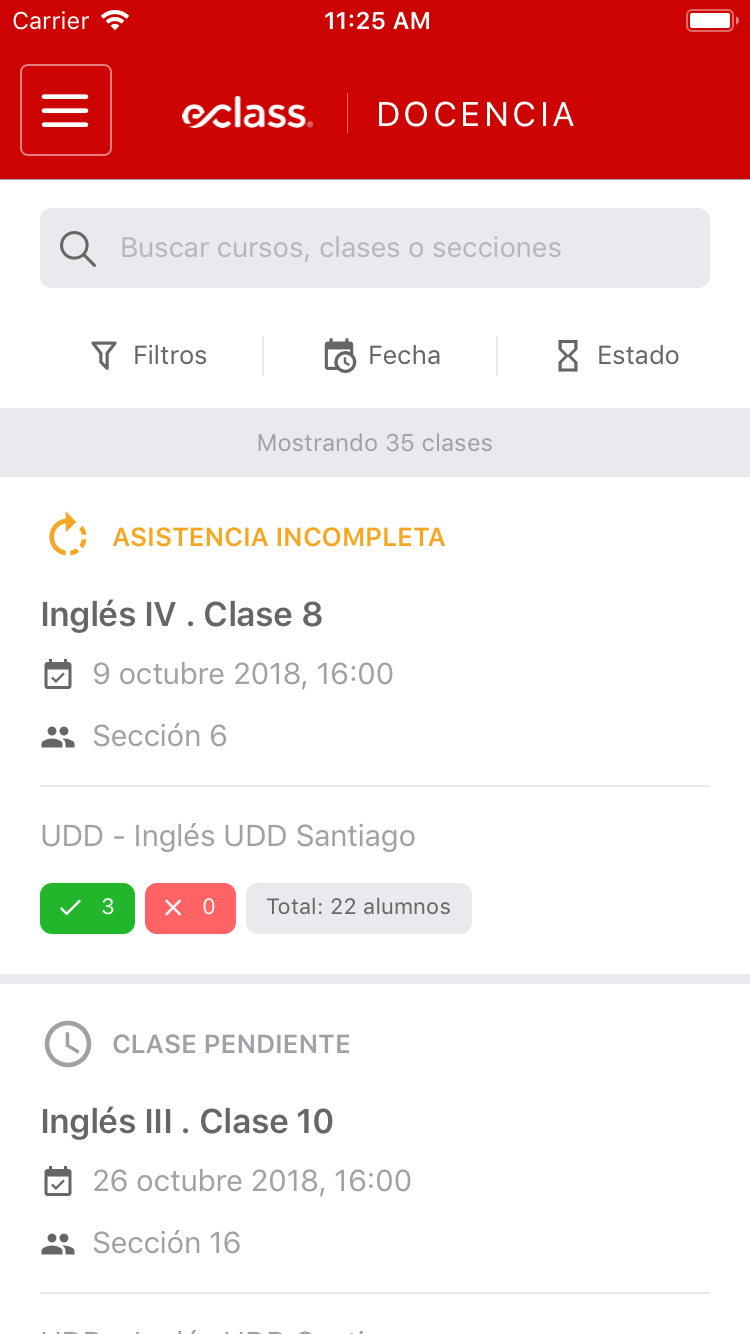 Carrier 11:25 AM
eclass. DOCENCIA
Buscar cursos, clases o secciones
Filtros Fecha Estado
Mostrando 35 clases
ASISTENCIA INCOMPLETA
Inglés IV . Clase 8
9 octubre 2018, 16:00
Sección 6
UDD - Inglés UDD Santiago
3 0 Total: 22 alumnos
CLASE PENDIENTE
Inglés III . Clase 10
26 octubre 2018, 16:00
Sección 16